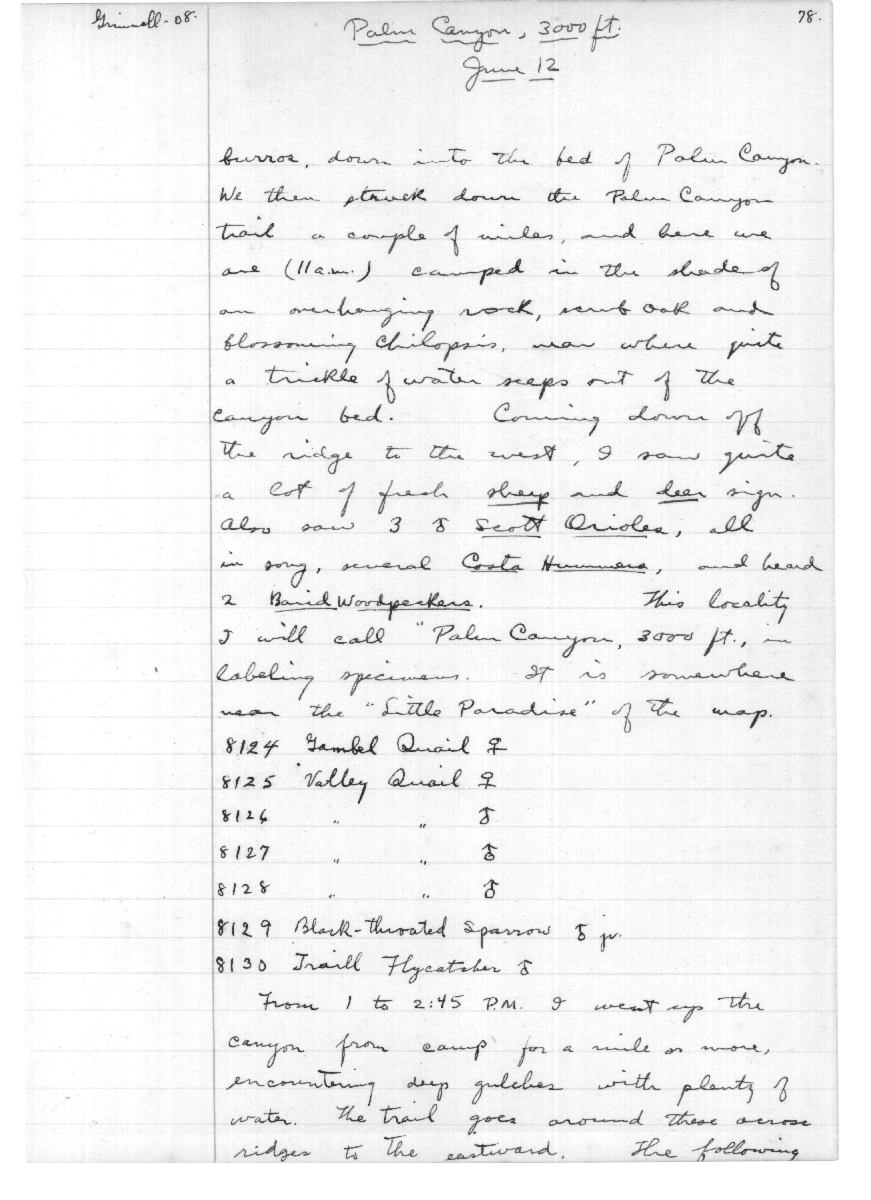 Grinnell-08.
78.
Palm Canyon, 3000 ft.
June 12
burros, down into the bed of Palm Canyon.
We then struck down the Palm Canyon
trail a couple of miles, and here we
are (11 a.m.) camped in the shade of
an overhanging rock, scrub oak and
blossoming Chilopsis, near where quite
a trickle of water seeps out of the
canyon bed. Coming down off
the ridge to the west, I saw quite
a lot of fresh sheep and deer sign.
Also saw 3 ♂ Scott Orioles, all
in song, several Costa Hummers, and heard
2 Baird Woodpeckers. This locality
I will call "Palm Canyon, 3000 ft., in
labeling specimens. It is somewhere
near the "Little Paradise" of the map.
8124 Gambel Quail ♀
8125 Valley Quail ♀
8126 " " ♂
8127 " " ♂
8128 " " ♂
8129 Black-throated Sparrow ♂ jv.
8130 Traill Flycatcher ♂
From 1 to 2:45 P.M. I went up the
canyon from camp for a mile or more,
encountering deep gulches with plenty of
water. The trail goes around these across
ridges to the eastward. The following